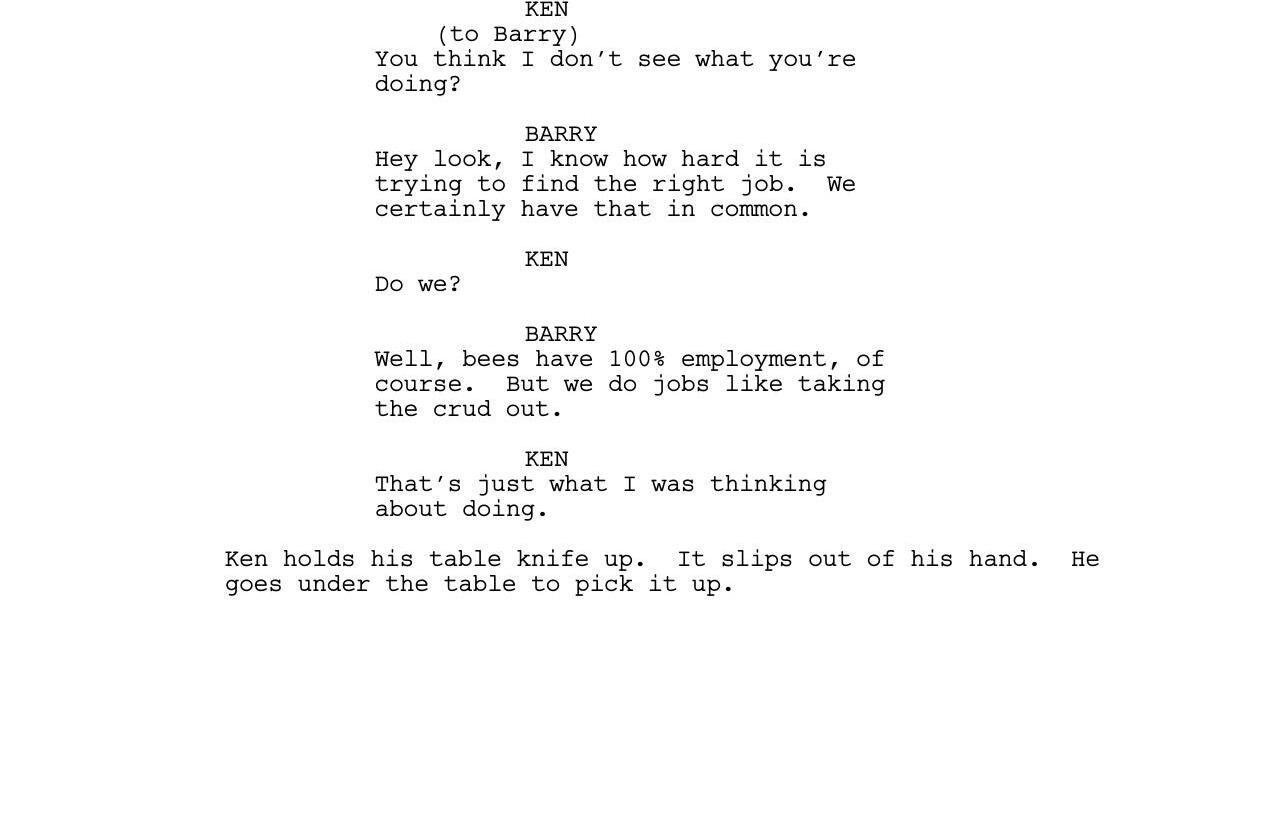 KEN
(to Barry)
You think I don’t see what you’re
doing?
BARRY
Hey look, I know how hard it is
trying to find the right job.  We
certainly have that in common.
KEN
Do we?
BARRY
Well, bees have 100% employment, of
course.  But we do jobs like taking
the crud out.
KEN
That’s just what I was thinking
about doing.
Ken holds his table knife up.  It slips out of his hand.  He
goes under the table to pick it up.